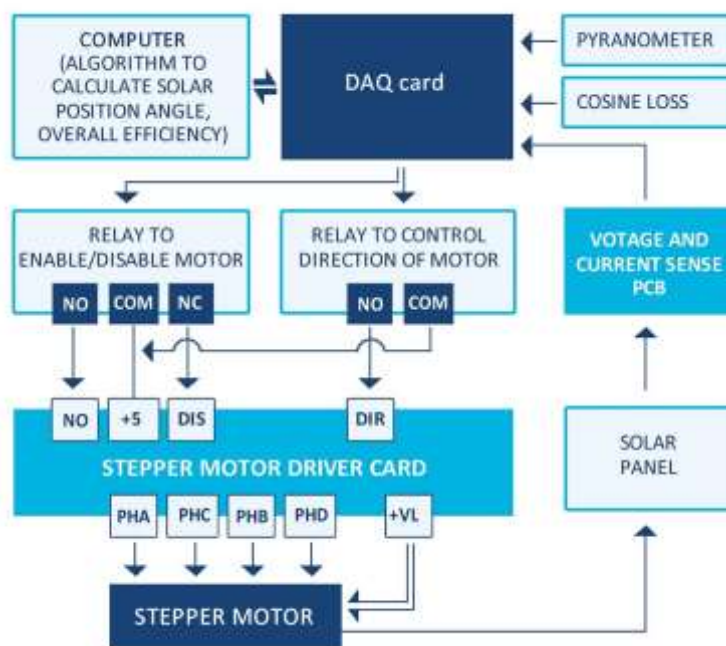 COMPUTER
(ALGORITHM TO
CALCULATE SOLAR
POSITION ANGLE,
OVERALL EFFICIENCY)
DAQ card
PYRANOMETER
COSINE LOSS
RELAY TO
ENABLE/DISABLE MOTOR
NO COM NC
RELAY TO CONTROL
DIRECTION OF MOTOR
NO COM
VOTAGE AND
CURRENT SENSE
PCB
NO +5 DIS DIR
STEPPER MOTOR DRIVER CARD
PHA PHC PHB PHD +VL
SOLAR
PANEL
STEPPER MOTOR